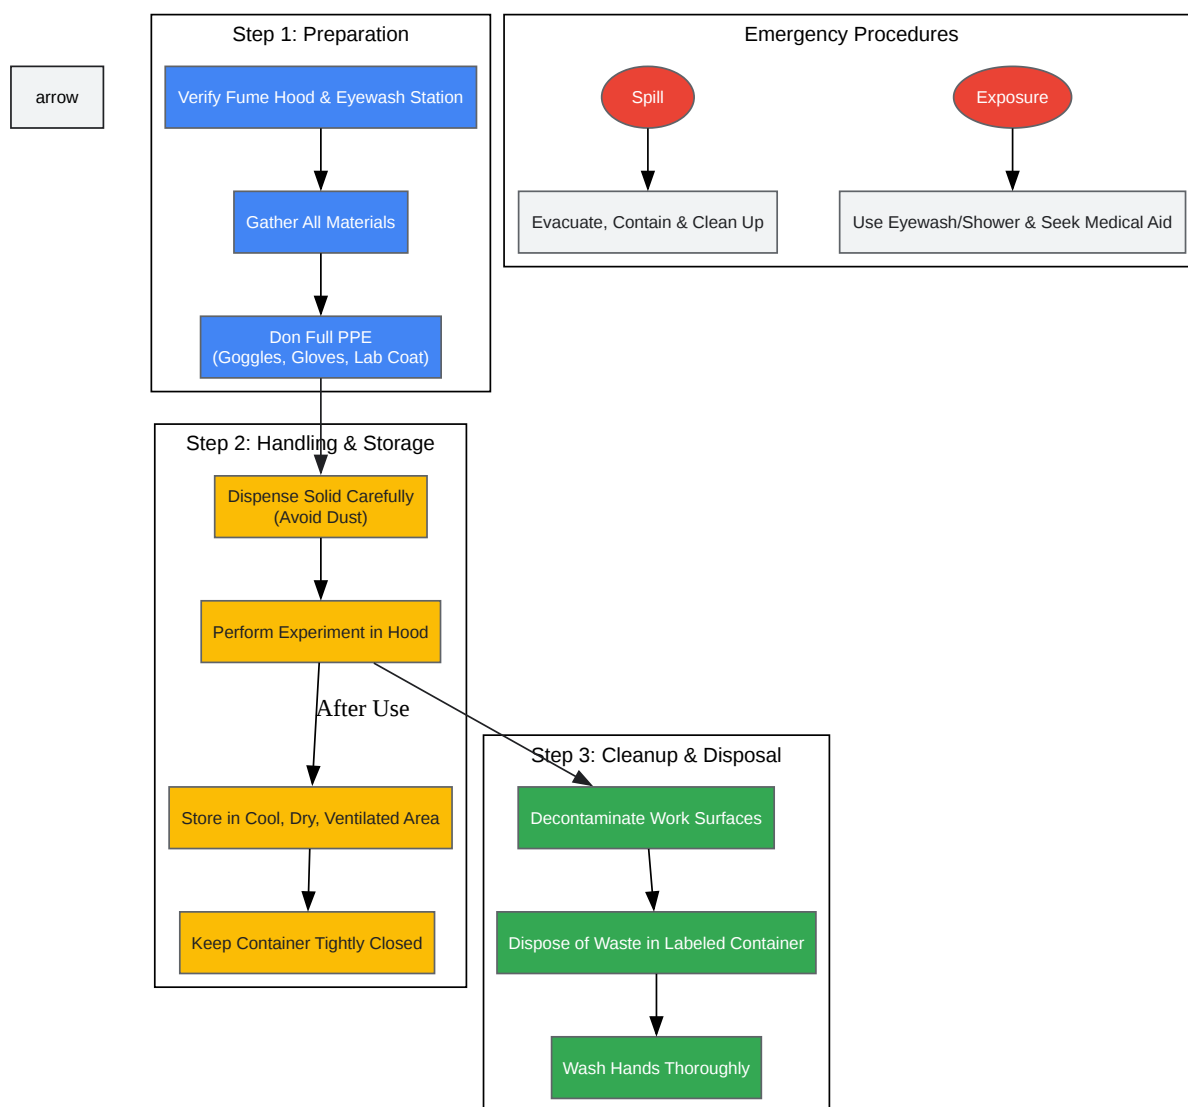 arrow
Step 1: Preparation
Verify Fume Hood & Eyewash Station
Gather All Materials
Don Full PPE
(Goggles, Gloves, Lab Coat)
Emergency Procedures
Spill
Exposure
Evacuate, Contain & Clean Up
Use Eyewash/Shower & Seek Medical Aid
Step 2: Handling & Storage
Dispense Solid Carefully
(Avoid Dust)
Perform Experiment in Hood
After Use
Store in Cool, Dry, Ventilated Area
Keep Container Tightly Closed
Step 3: Cleanup & Disposal
Decontaminate Work Surfaces
Dispose of Waste in Labeled Container
Wash Hands Thoroughly